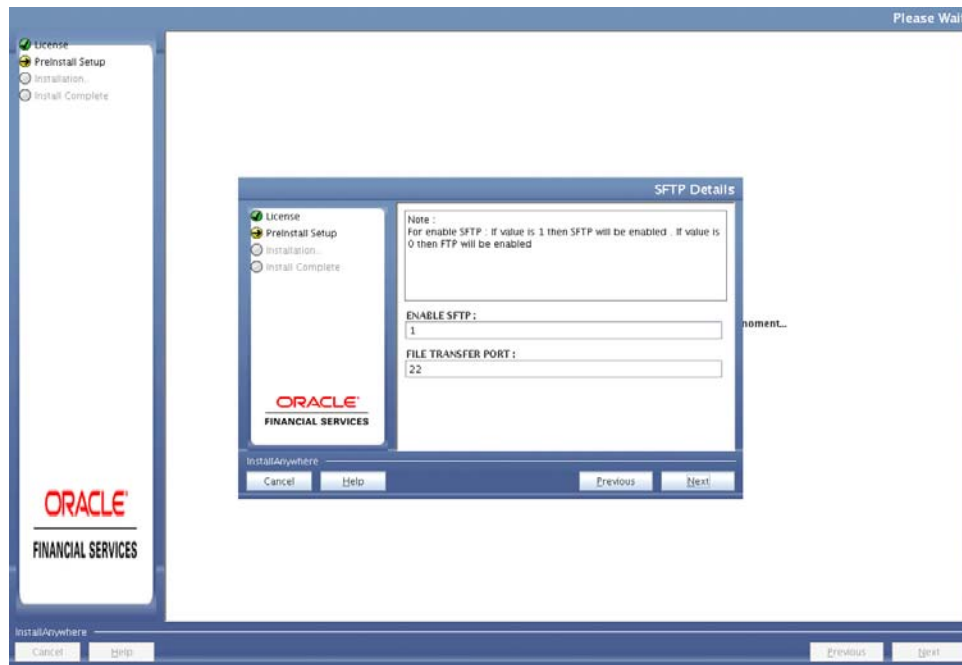 Please Wai
License
PreInstall Setup
Installation..
Install Complete
SFTP Details
License
PreInstall Setup
Installation..
Install Complete
Note :
For enable SFTP : If value is 1 then SFTP will be enabled . If value is
0 then FTP will be enabled
ENABLE SFTP :
1
FILE TRANSFER PORT :
22
moment...
ORACLE
FINANCIAL SERVICES
InstallAnywhere
Cancel
Help
Previous
Next
ORACLE
FINANCIAL SERVICES
InstallAnywhere
Cancel
Help
Previous
Next